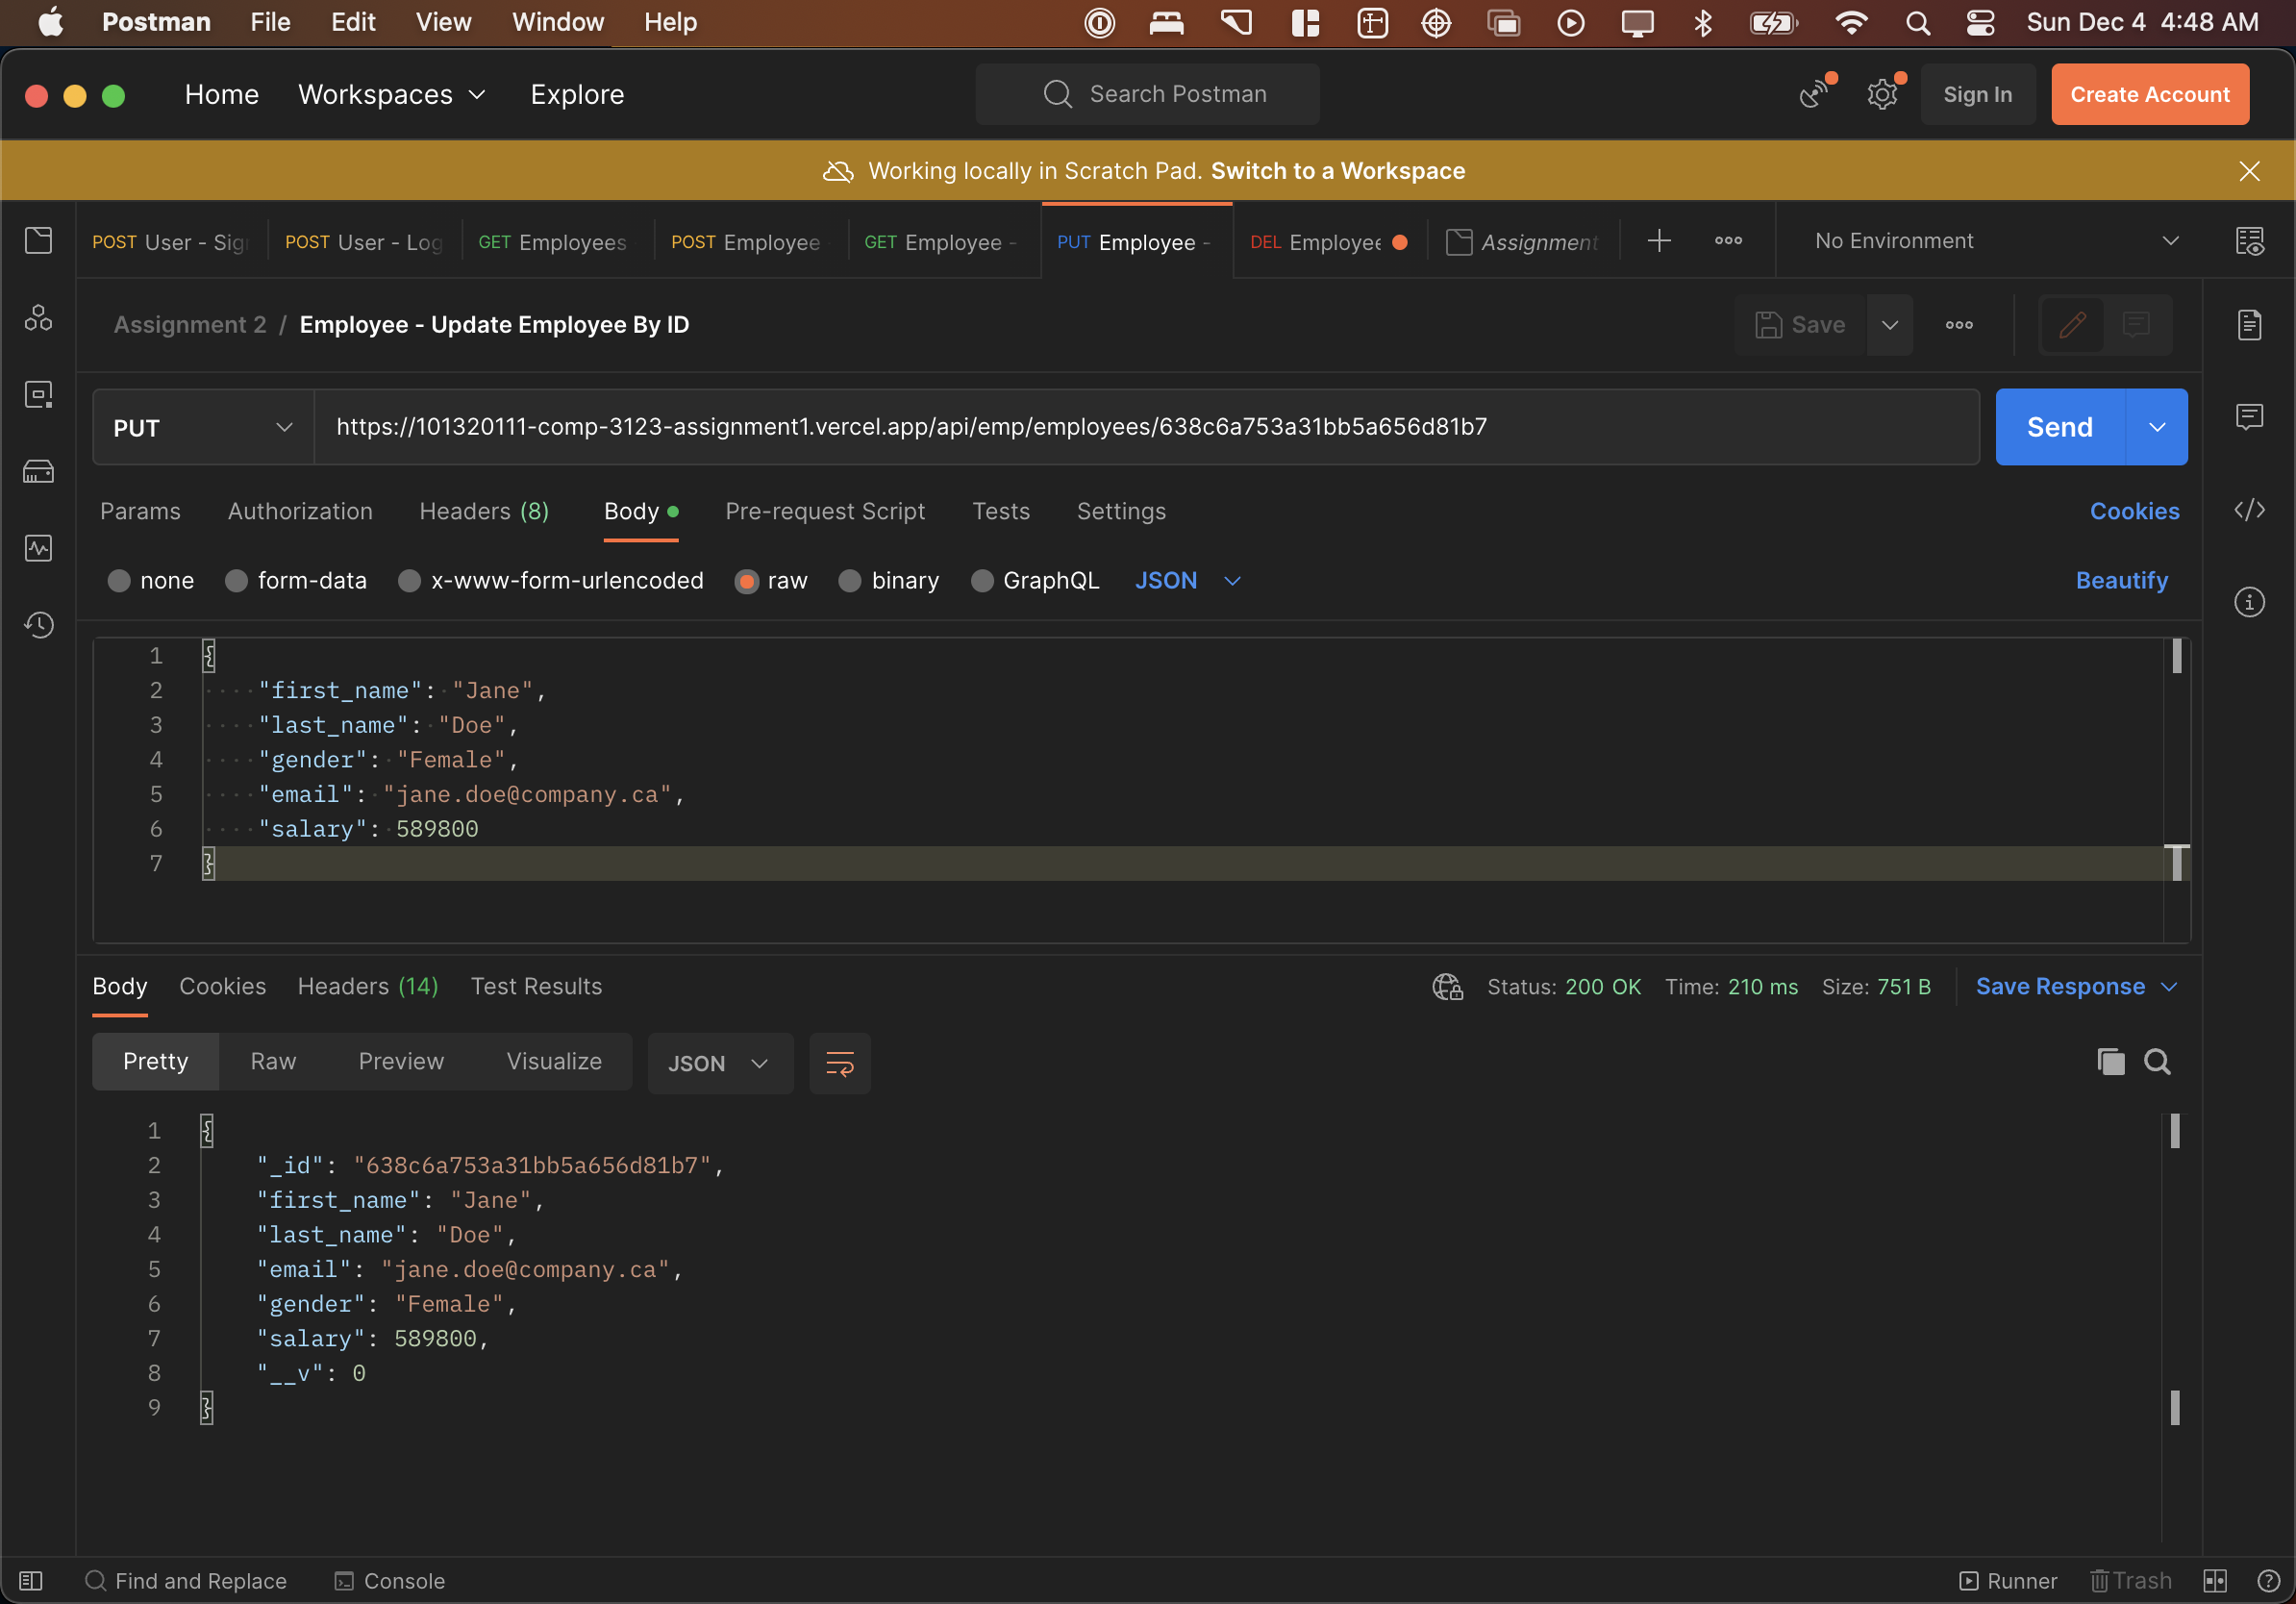 Postman File Edit View Window Help Sun Dec 4 4:48 AM
Home Workspaces Explore Search Postman Sign In Create Account
Working locally in Scratch Pad. Switch to a Workspace
POST User - Sig POST User - Log GET Employees POST Employee GET Employee - PUT Employee - DEL Employee Assignment No Environment
Assignment 2 / Employee - Update Employee By ID Save
PUT https://101320111-comp-3123-assignment1.vercel.app/api/emp/employees/638c6a753a31bb5a656d81b7 Send
Params Authorization Headers (8) Body Pre-request Script Tests Settings Cookies
none form-data x-www-form-urlencoded raw binary GraphQL JSON Beautify
1 {
2 "first_name": "Jane",
3 "last_name": "Doe",
4 "gender": "Female",
5 "email": "jane.doe@company.ca",
6 "salary": 589800
7 }
Body Cookies Headers (14) Test Results Status: 200 OK Time: 210 ms Size: 751 B Save Response
Pretty Raw Preview Visualize JSON
1 {
2 "_id": "638c6a753a31bb5a656d81b7",
3 "first_name": "Jane",
4 "last_name": "Doe",
5 "email": "jane.doe@company.ca",
6 "gender": "Female",
7 "salary": 589800,
8 "__v": 0
9 }
Find and Replace Console Runner Trash